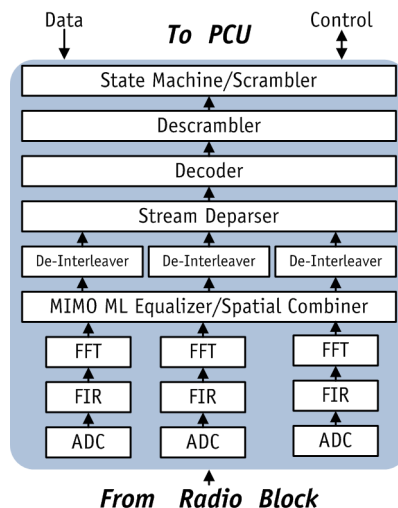 Data To PCU Control
State Machine/Scrambler
Descrambler
Decoder
Stream Deparser
De-Interleaver De-Interleaver De-Interleaver
MIMO ML Equalizer/Spatial Combiner
FFT FFT FFT
FIR FIR FIR
ADC ADC ADC
From Radio Block